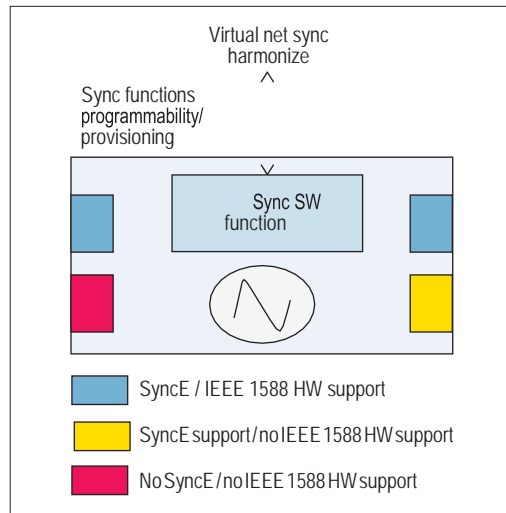 Virtual net sync
harmonize
Sync functions
programmability/
provisioning
Sync SW
function
SyncE / IEEE 1588 HW support
SyncE support/no IEEE 1588 HW support
No SyncE/no IEEE 1588 HW support